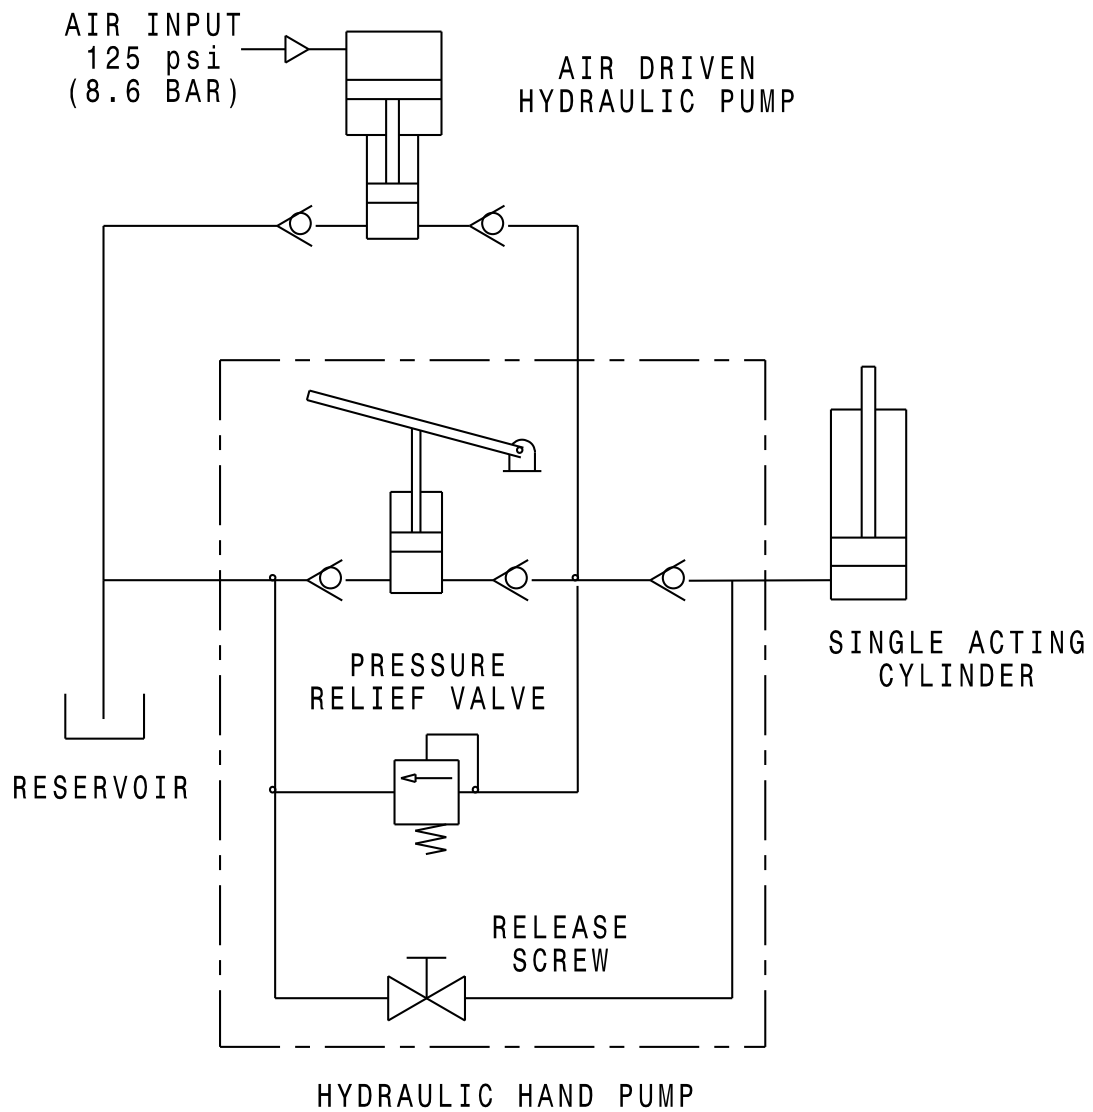 AIR INPUT
125 psi
(8.6 BAR)
AIR DRIVEN
HYDRAULIC PUMP
SINGLE ACTING
CYLINDER
PRESSURE
RELIEF VALVE
RESERVOIR
RELEASE
SCREW
HYDRAULIC HAND PUMP